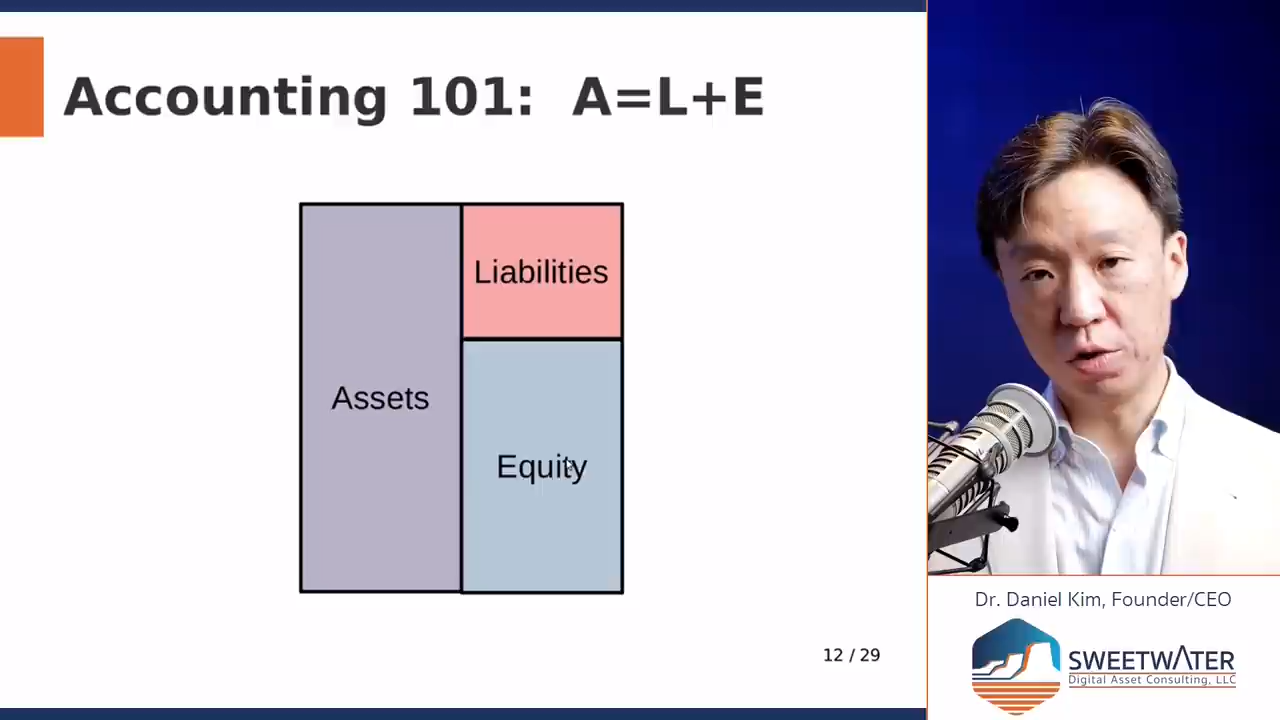 Accounting 101:  A=L+E
Liabilities
Assets
Equity
12 / 29
Dr. Daniel Kim, Founder/CEO
SWEETWATER
Digital Asset Consulting, LLC